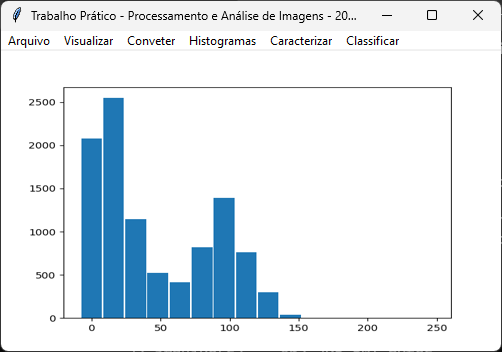 Trabalho Prático - Processamento e Análise de Imagens - 20...
Arquivo Visualizar Conveter Histogramas Caracterizar Classificar
2500
2000
1500
1000
500
0
0 50 100 150 200 250